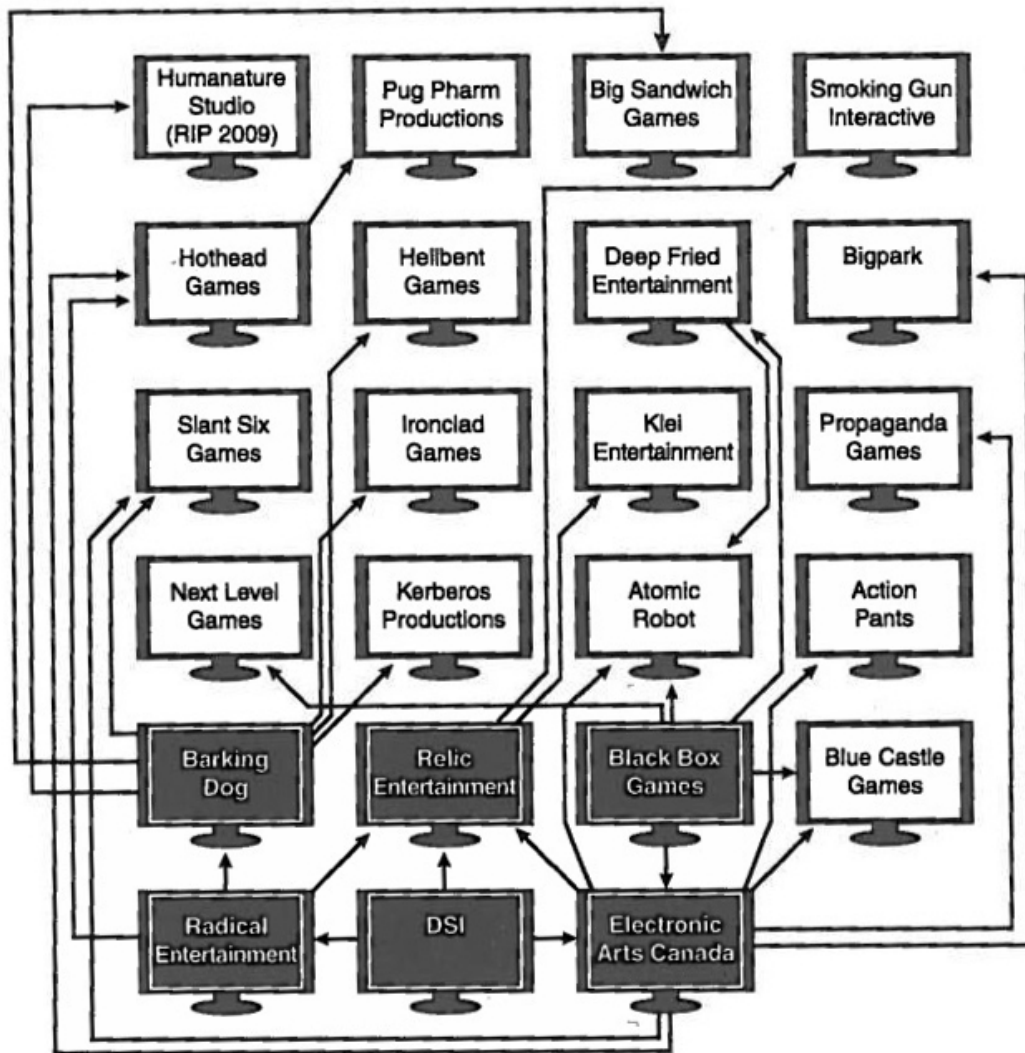 Humanature
Studio
(RIP 2009)
Pug Pharm
Productions
Big Sandwich
Games
Smoking Gun
Interactive
Hothead
Games
Hellbent
Games
Deep Fried
Entertainment
Bigpark
Slant Six
Games
Ironclad
Games
Klei
Entertainment
Propaganda
Games
Next Level
Games
Kerberos
Productions
Atomic
Robot
Action
Pants
Barking
Dog
Relic
Entertainment
Black Box
Games
Blue Castle
Games
Radical
Entertainment
DSI
Electronic
Arts Canada